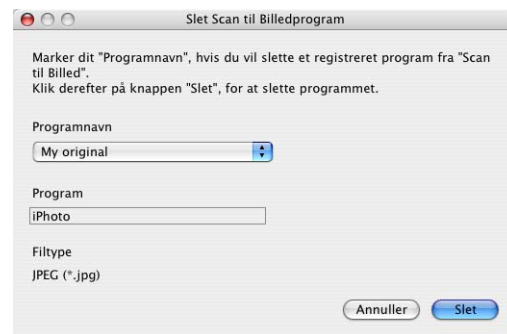 Slet Scan til Billedprogram
Marker dit "Programnavn", hvis du vil slette et registreret program fra "Scan
til Billed".
Klik derefter på knappen "Slet", for at slette programmet.
Programnavn
My original
Program
iPhoto
Filtype
JPEG (*.jpg)
Annuller
Slet